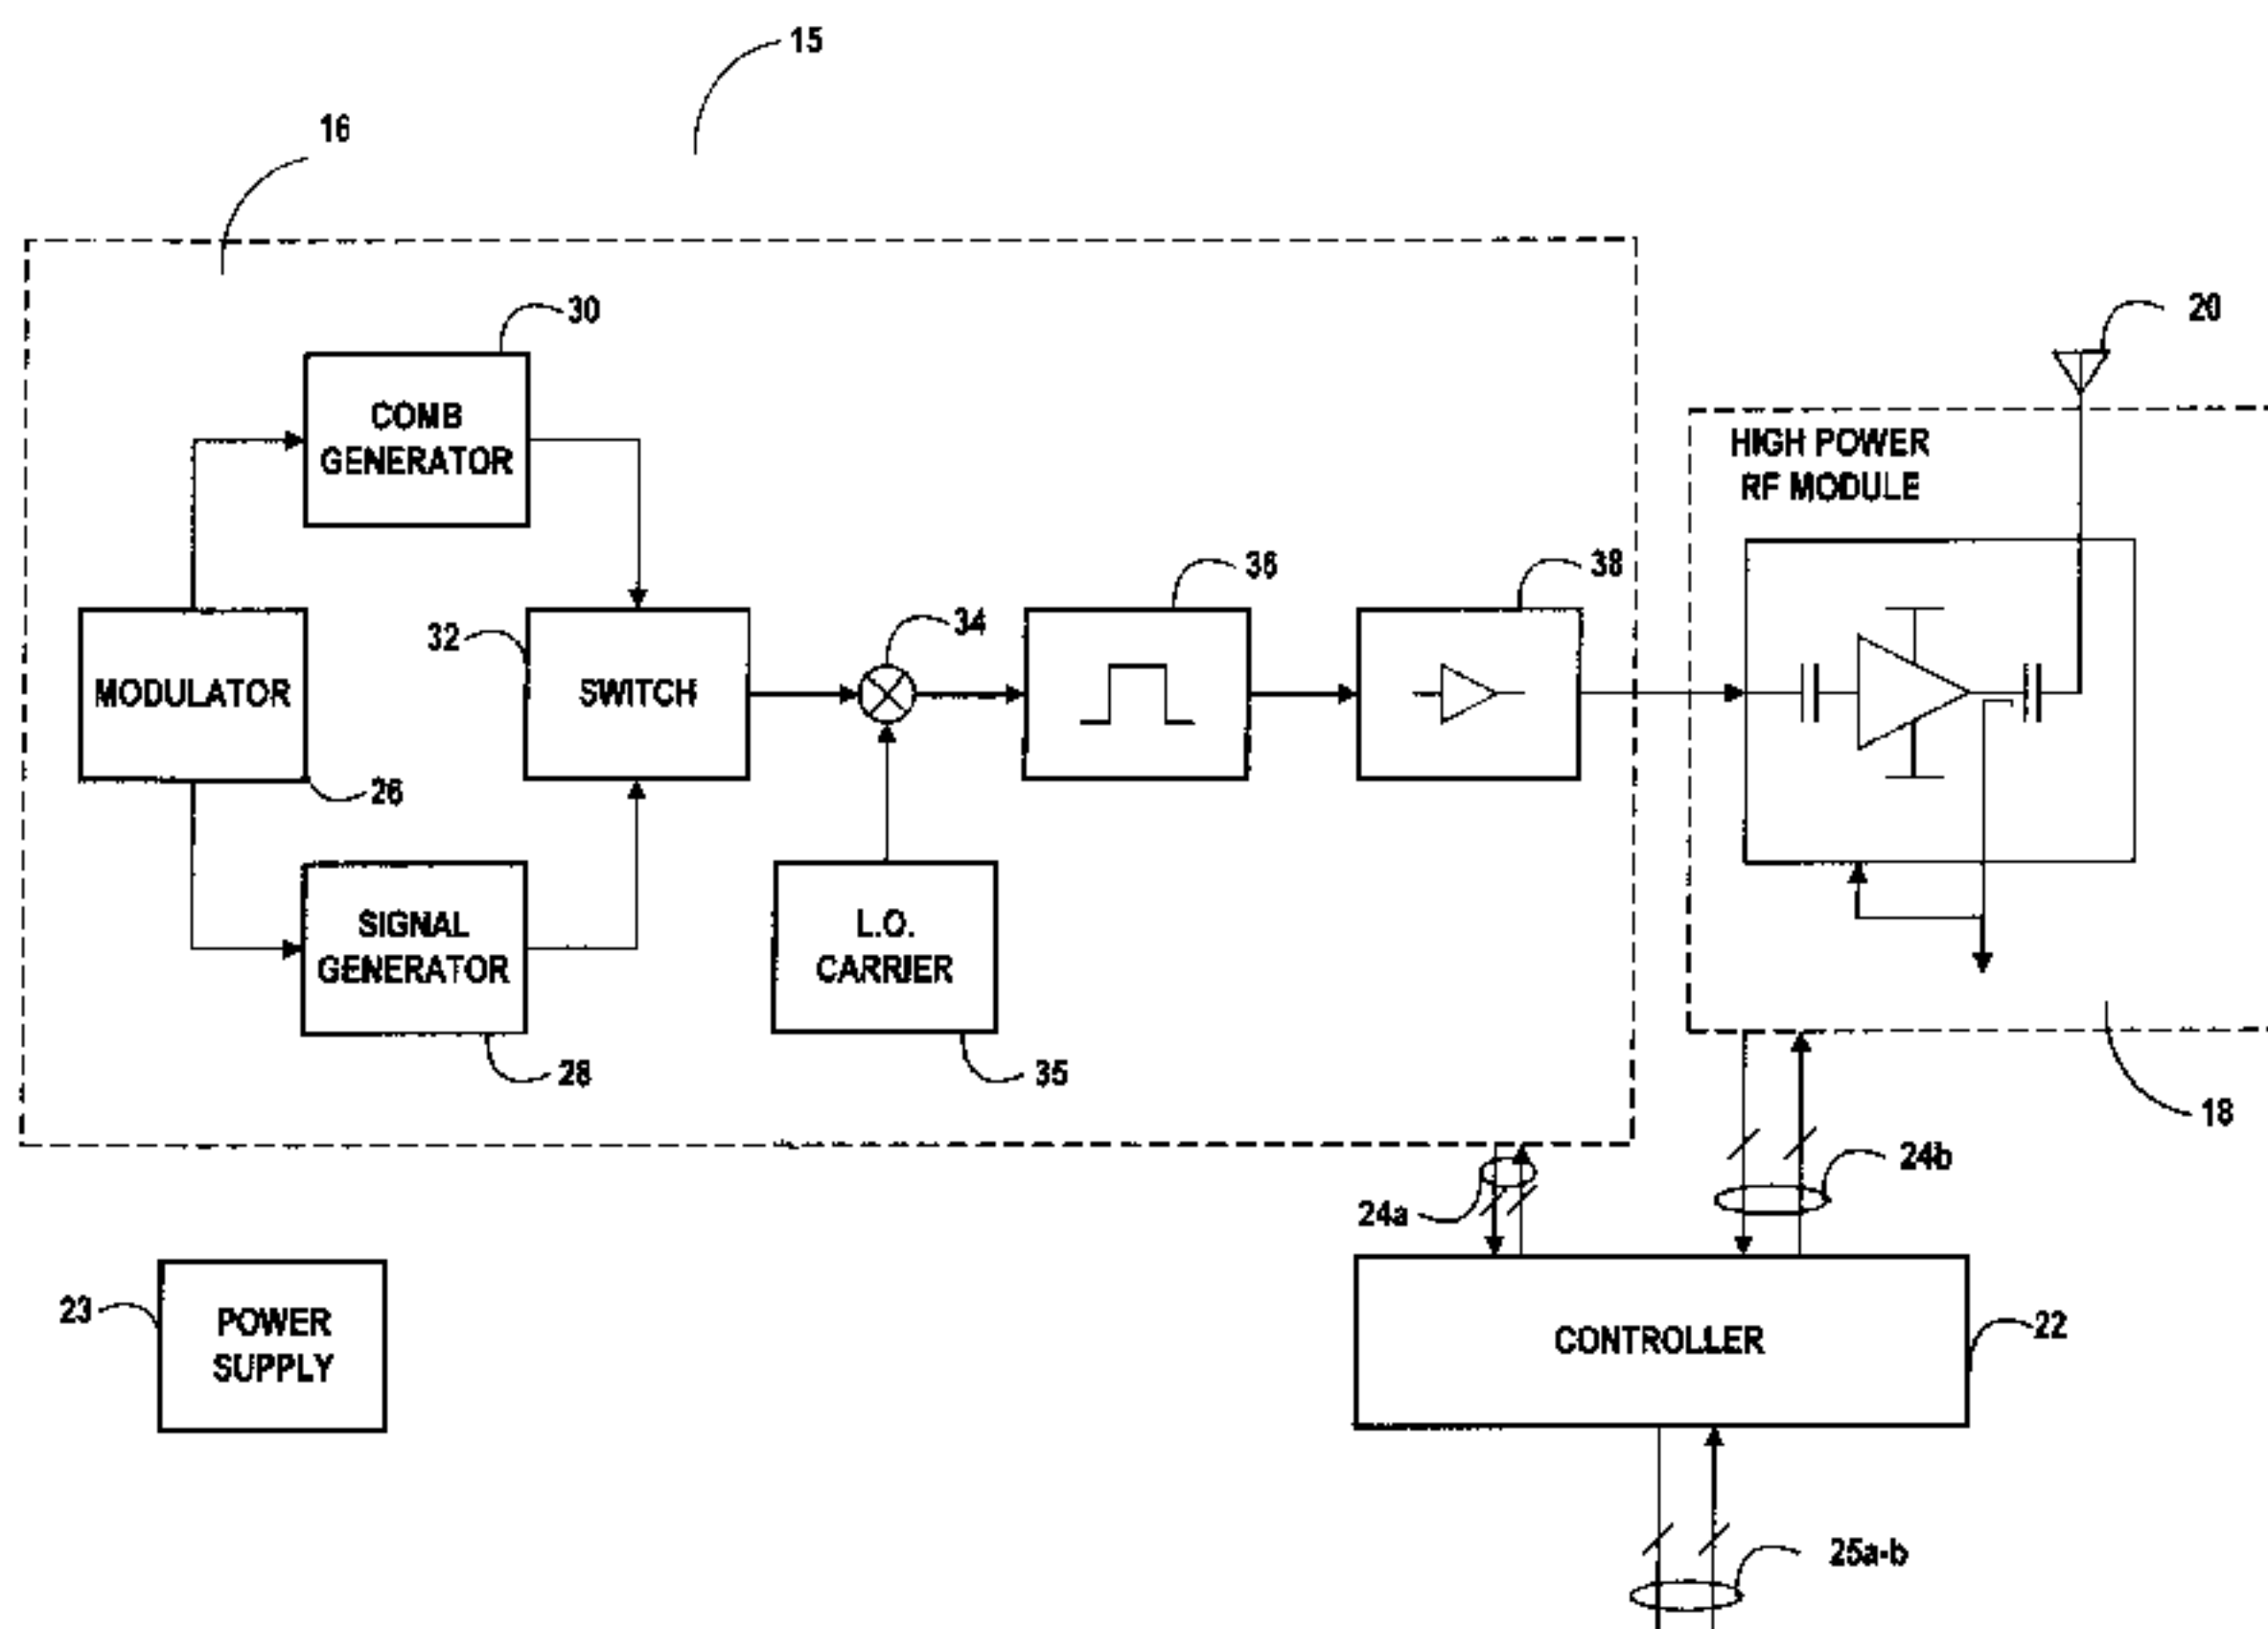 15
16
30
20
COMB
GENERATOR
HIGH POWER
RF MODULE
36
38
34
32
MODULATOR
SWITCH
26
SIGNAL
GENERATOR
L.O.
CARRIER
28
35
18
24b
24a
23
POWER
SUPPLY
CONTROLLER
22
25a-b